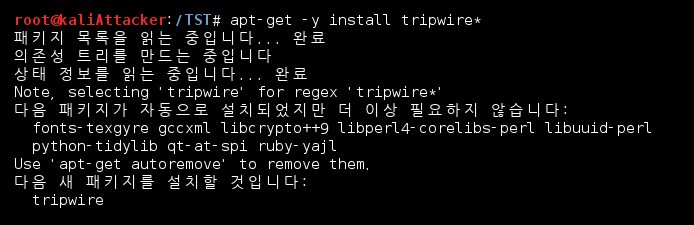 root@kaliAttacker:/TST# apt-get -y install tripwire*
패키지 목록을 읽는 중입니다... 완료
의존성 트리를 만드는 중입니다
상태 정보를 읽는 중입니다... 완료
Note, selecting 'tripwire' for regex 'tripwire*'
다음 패키지가 자동으로 설치되었지만 더 이상 필요하지 않습니다:
  fonts-texgyre gccxml libcrypto++9 libperl4-corelibs-perl libuuid-perl
  python-tidylib qt-at-spi ruby-yajl
Use 'apt-get autoremove' to remove them.
다음 새 패키지를 설치할 것입니다:
  tripwire